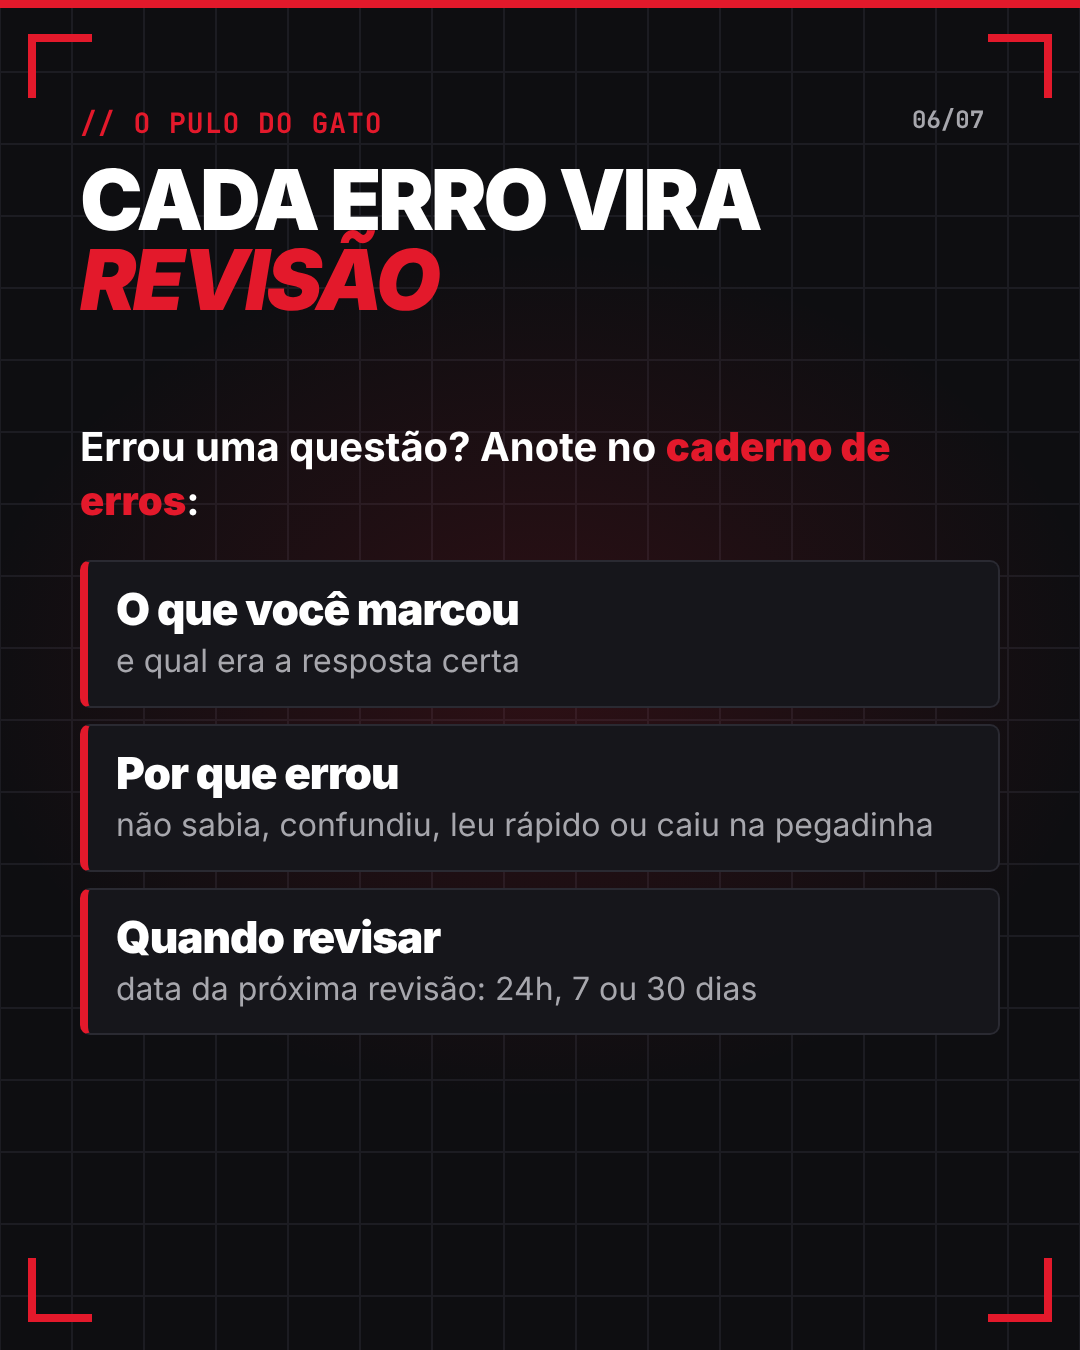 // O PULO DO GATO
06/07
CADA ERRO VIRA
REVISÃO
Errou uma questão? Anote no caderno de
erros:
O que você marcou
e qual era a resposta certa
Por que errou
não sabia, confundiu, leu rápido ou caiu na pegadinha
Quando revisar
data da próxima revisão: 24h, 7 ou 30 dias